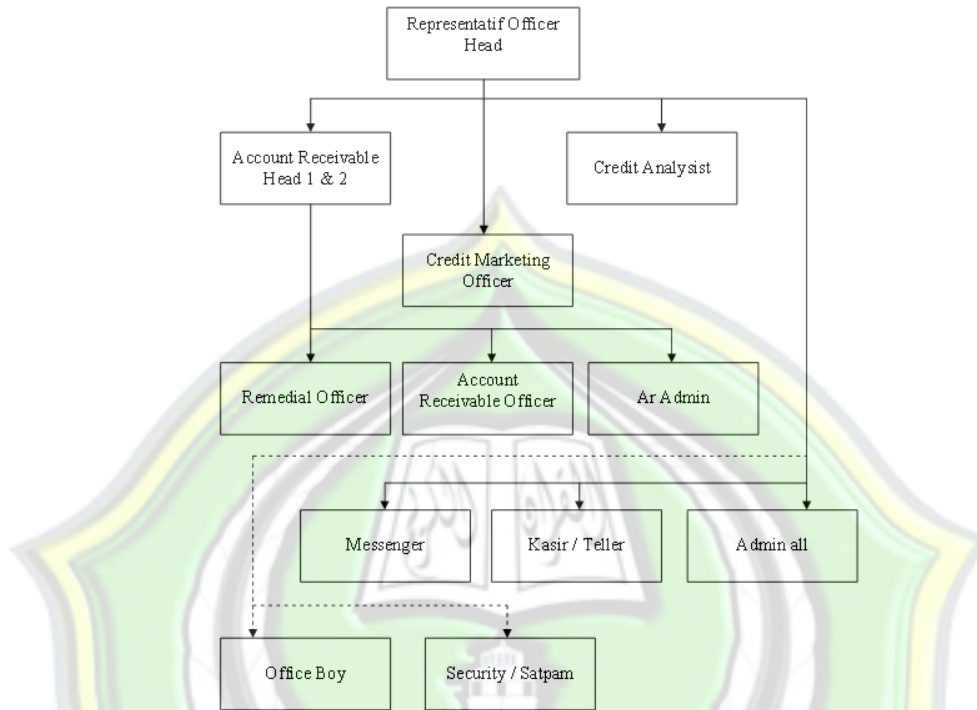 Representatif Officer
Head
Account Receivable
Head 1 & 2
Credit Analysist
Credit Marketing
Officer
Remedial Officer
Account
Receivable Officer
Ar Admin
Messenger
Kasir / Teller
Admin all
Office Boy
Security / Satpam